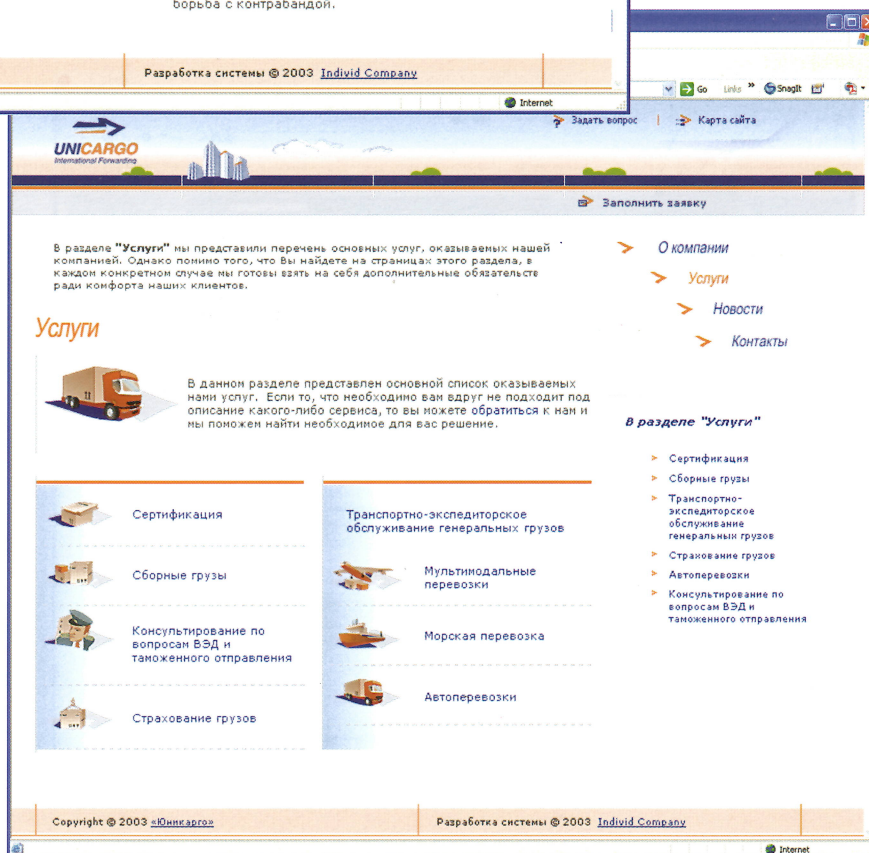 борьба с контрабандой.
Разработка системы © 2003 Individ Company
Internet
Go Links » SnagIt
Задать вопрос | Карта сайта
UNICARGO
International Forwarding
Заполнить заявку
В разделе "Услуги" мы представили перечень основных услуг, оказываемых нашей
компанией. Однако помимо того, что Вы найдете на страницах этого раздела, в
каждом конкретном случае мы готовы взять на себя дополнительные обязательств
ради комфорта наших клиентов.
О компании
Услуги
Новости
Контакты
Услуги
В данном разделе представлен основной список оказываемых
нами услуг. Если то, что необходимо вам вдруг не подходит под
описание какого-либо сервиса, то вы можете обратиться к нам и
мы поможем найти необходимое для вас решение.
Сертификация
Сборные грузы
Консультирование по
вопросам ВЭД и
таможенного отправления
Страхование грузов
Транспортно-экспедиторское
обслуживание генеральных грузов
Мультимодальные
перевозки
Морская перевозка
Автоперевозки
В разделе "Услуги"
Сертификация
Сборные грузы
Транспортно-
экспедиторское
обслуживание
генеральных грузов
Страхование грузов
Автоперевозки
Консультирование по
вопросам ВЭД и
таможенного отправления
Copyright © 2003 «Юникарго»
Разработка системы © 2003 Individ Company
Internet